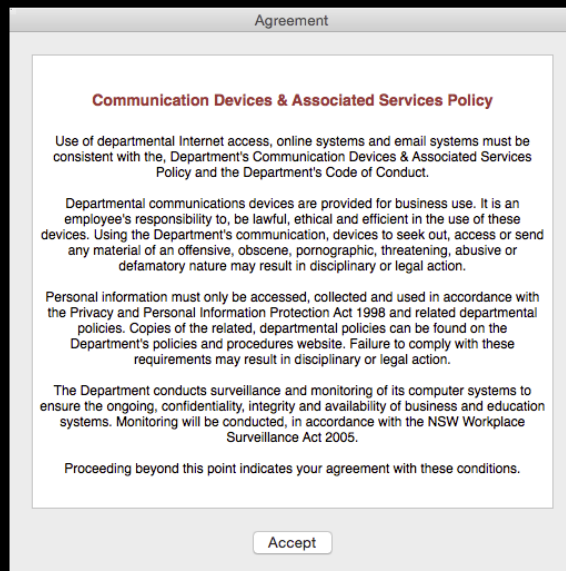 Agreement
Communication Devices & Associated Services Policy
Use of departmental Internet access, online systems and email systems must be
consistent with the, Department's Communication Devices & Associated Services
Policy and the Department's Code of Conduct.
Departmental communications devices are provided for business use. It is an
employee's responsibility to, be lawful, ethical and efficient in the use of these
devices. Using the Department's communication, devices to seek out, access or send
any material of an offensive, obscene, pornographic, threatening, abusive or
defamatory nature may result in disciplinary or legal action.
Personal information must only be accessed, collected and used in accordance with
the Privacy and Personal Information Protection Act 1998 and related departmental
policies. Copies of the related, departmental policies can be found on the
Department's policies and procedures website. Failure to comply with these
requirements may result in disciplinary or legal action.
The Department conducts surveillance and monitoring of its computer systems to
ensure the ongoing, confidentiality, integrity and availability of business and education
systems. Monitoring will be conducted, in accordance with the NSW Workplace
Surveillance Act 2005.
Proceeding beyond this point indicates your agreement with these conditions.
Accept